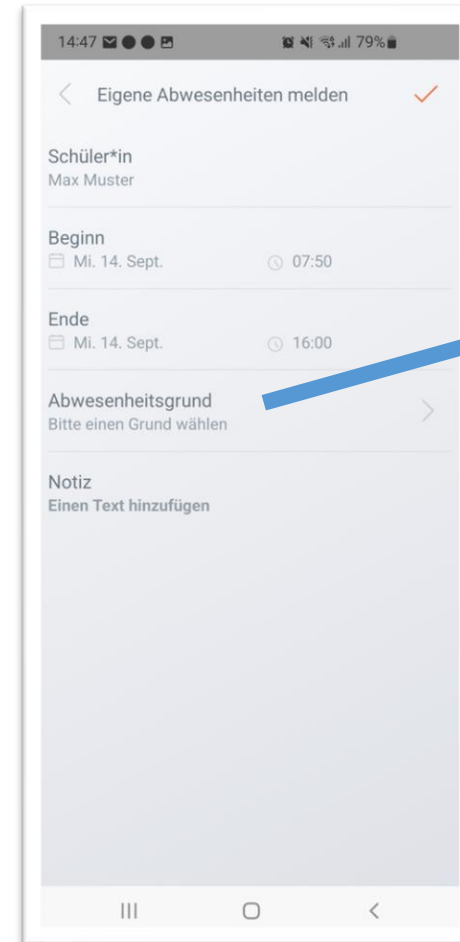 14:47 79%
Eigene Abwesenheiten melden
Schüler*in
Max Muster
Beginn
Mi. 14. Sept. 07:50
Ende
Mi. 14. Sept. 16:00
Abwesenheitsgrund
Bitte einen Grund wählen
Notiz
Einen Text hinzufügen